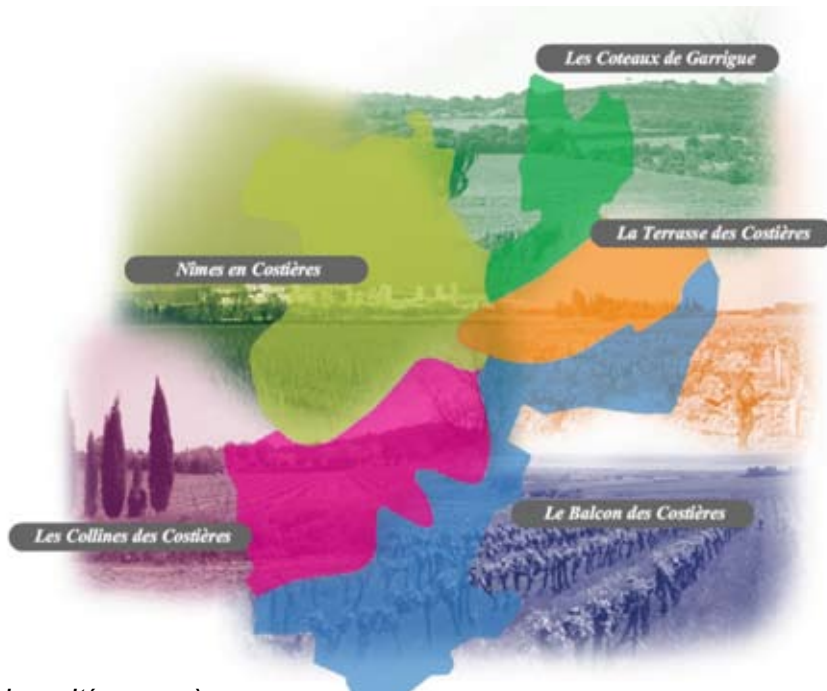 Les Coteaux de Garrigue
La Terrasse des Costières
Nîmes en Costières
Le Balcon des Costières
Les Collines des Costières